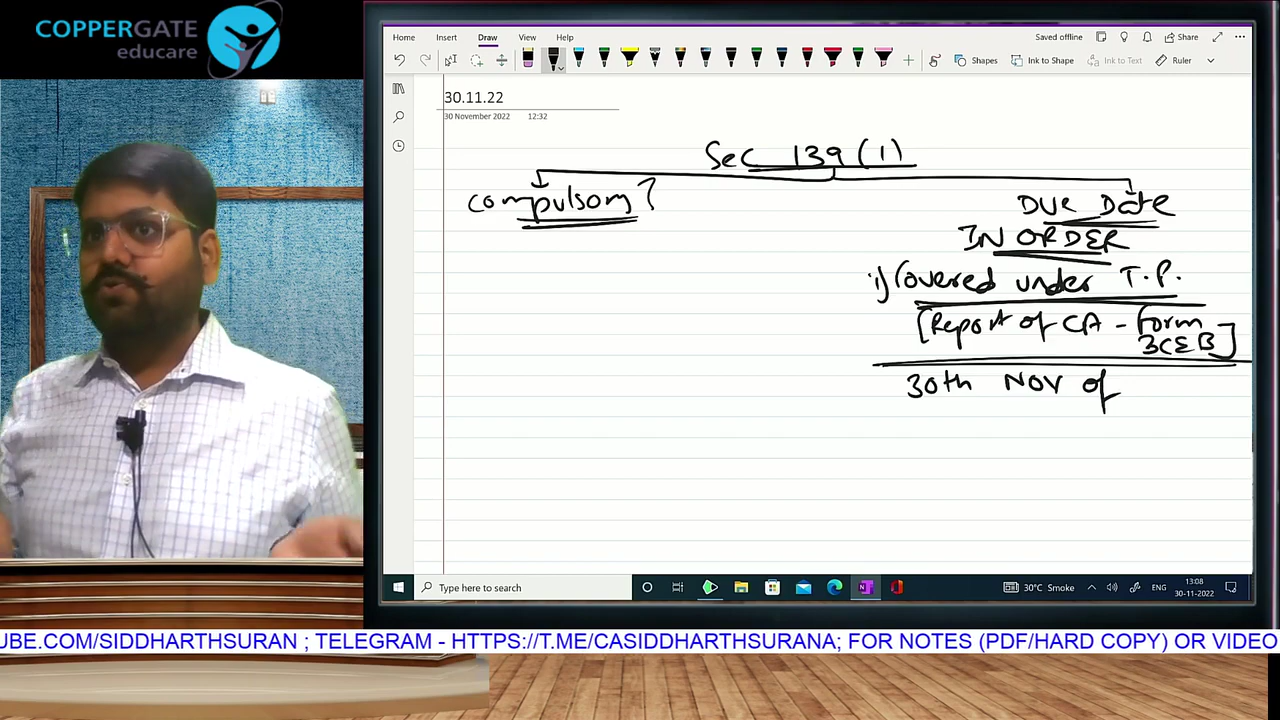 COPPERGATE
educare
Home Insert Draw View Help
Saved offline
Share
Shapes
Ink to Shape
Ink to Text
Ruler
30.11.22
30 November 2022 12:32
Sec 139(1)
compulsory?
Due Date
IN ORDER
i) Covered under T.P.
[Report of CA - Form
3CEB]
30th NOV of
Type here to search
30°C Smoke
ENG
13:08
30-11-2022
UBE.COM/SIDDHARTHSURAN ; TELEGRAM - HTTPS://T.ME/CASIDDHARTHSURANA; FOR NOTES (PDF/HARD COPY) OR VIDEO